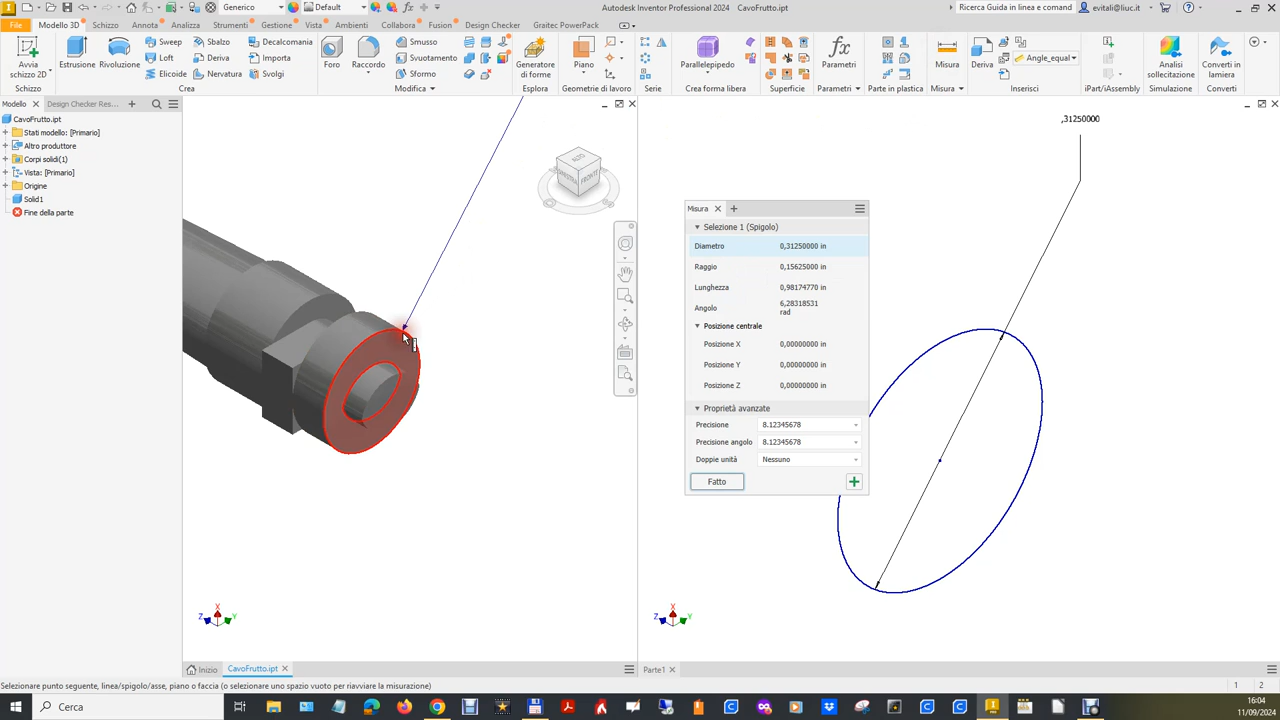 Generico
Default
Autodesk Inventor Professional 2024 CavoFrutto.ipt
Ricerca Guida in linea e comandi
evitali@liuc.it
File
Modello 3D
Schizzo
Annota
Analizza
Strumenti
Gestione
Vista
Ambienti
Collabora
Fusion
Design Checker
Graitec PowerPack
Avvia
schizzo 2D
Estrusione
Rivoluzione
Sweep
Loft
Elicoide
Sbalzo
Deriva
Nervatura
Decalcomania
Importa
Svolgi
Foro
Raccordo
Smusso
Svuotamento
Sformo
Generatore
di forme
Piano
Parallelepipedo
Parametri
Misura
Deriva
Angle_equal
Analisi
sollecitazione
Converti in
lamiera
Schizzo
Crea
Modifica
Esplora
Geometrie di lavoro
Serie
Crea forma libera
Superficie
Parametri
Parte in plastica
Misura
Inserisci
iPart/iAssembly
Simulazione
Converti
Modello
Design Checker Res...
CavoFrutto.ipt
Stati modello: [Primario]
Altro produttore
Corpi solidi(1)
Vista: [Primario]
Origine
Solid1
Fine della parte
ALTO
FRONTE
,31250000
Misura
Selezione 1 (Spigolo)
Diametro 0,31250000 in
Raggio 0,15625000 in
Lunghezza 0,98174770 in
Angolo 6,28318531
rad
Posizione centrale
Posizione X 0,00000000 in
Posizione Y 0,00000000 in
Posizione Z 0,00000000 in
Proprietà avanzate
Precisione 8.12345678
Precisione angolo 8.12345678
Doppie unità Nessuno
Fatto
X
Z
Y
X
Z
Y
Inizio
CavoFrutto.ipt
Parte1
Selezionare punto seguente, linea/spigolo/asse, piano o faccia (o selezionare uno spazio vuoto per riavviare la misurazione)
1
2
Cerca
16:04
11/09/2024